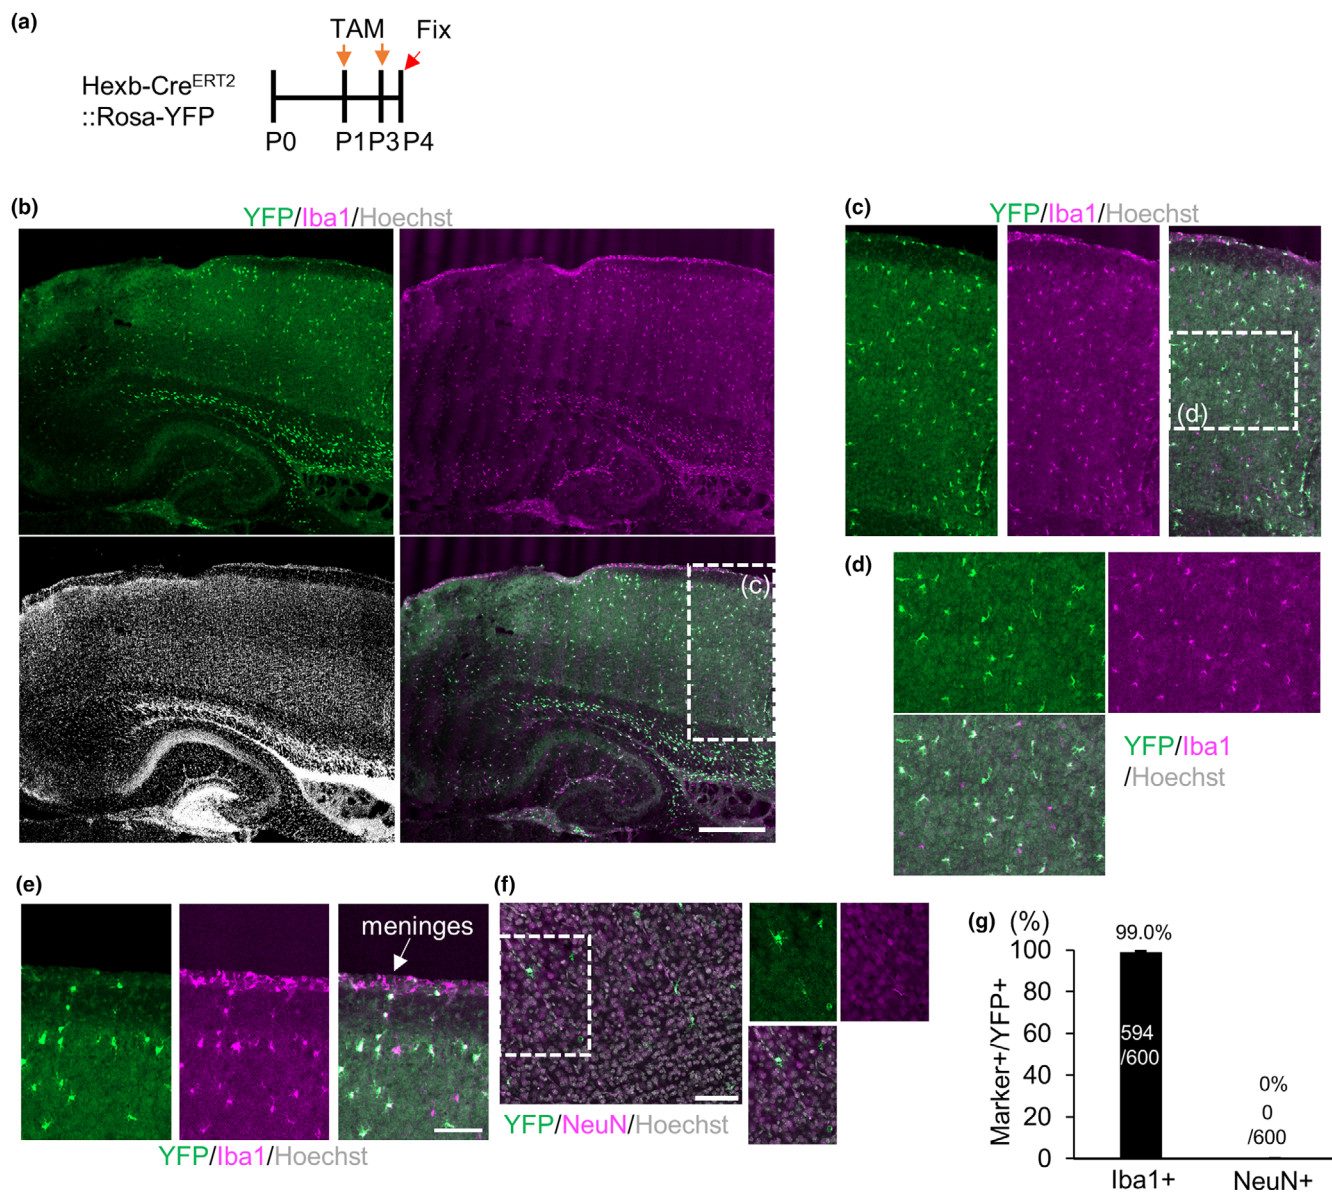 (a)
TAM Fix
Hexb-CreERT2
::Rosa-YFP
P0 P1 P3 P4
(b)
YFP/Iba1/Hoechst
(c)
(c)
YFP/Iba1/Hoechst
(d)
(d)
YFP/Iba1
/Hoechst
(e)
meninges
YFP/Iba1/Hoechst
(f)
YFP/NeuN/Hoechst
(g)
(%)
Marker+/YFP+
100
80
60
40
20
0
99.0%
594
/600
0%
0
/600
Iba1+ NeuN+